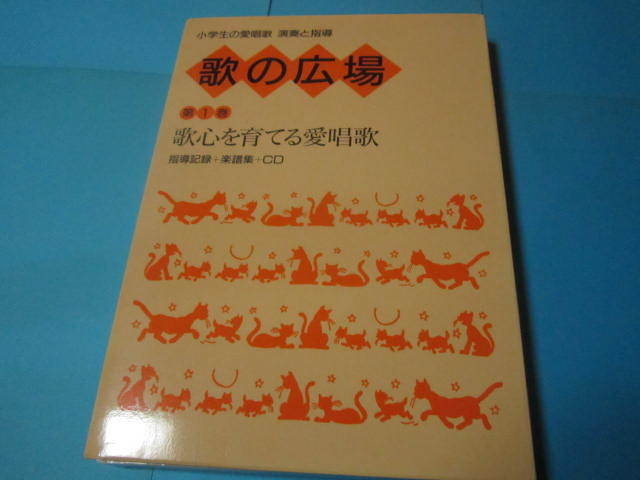 小学生の愛唱歌 演奏と指導
歌の広場
第1巻
歌心を育てる愛唱歌
指導記録+楽譜集+CD